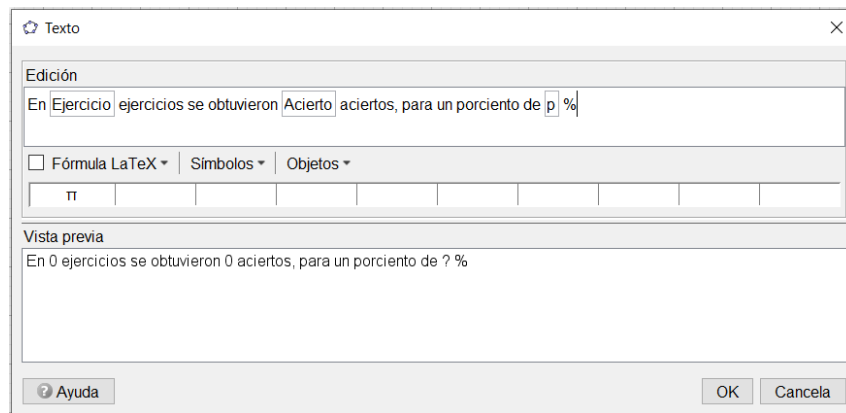 Texto
Edición
En Ejercicio ejercicios se obtuvieron Acierto aciertos, para un porciento de p %
Fórmula LaTeX Símbolos Objetos
π
Vista previa
En 0 ejercicios se obtuvieron 0 aciertos, para un porciento de ? %
Ayuda OK Cancela